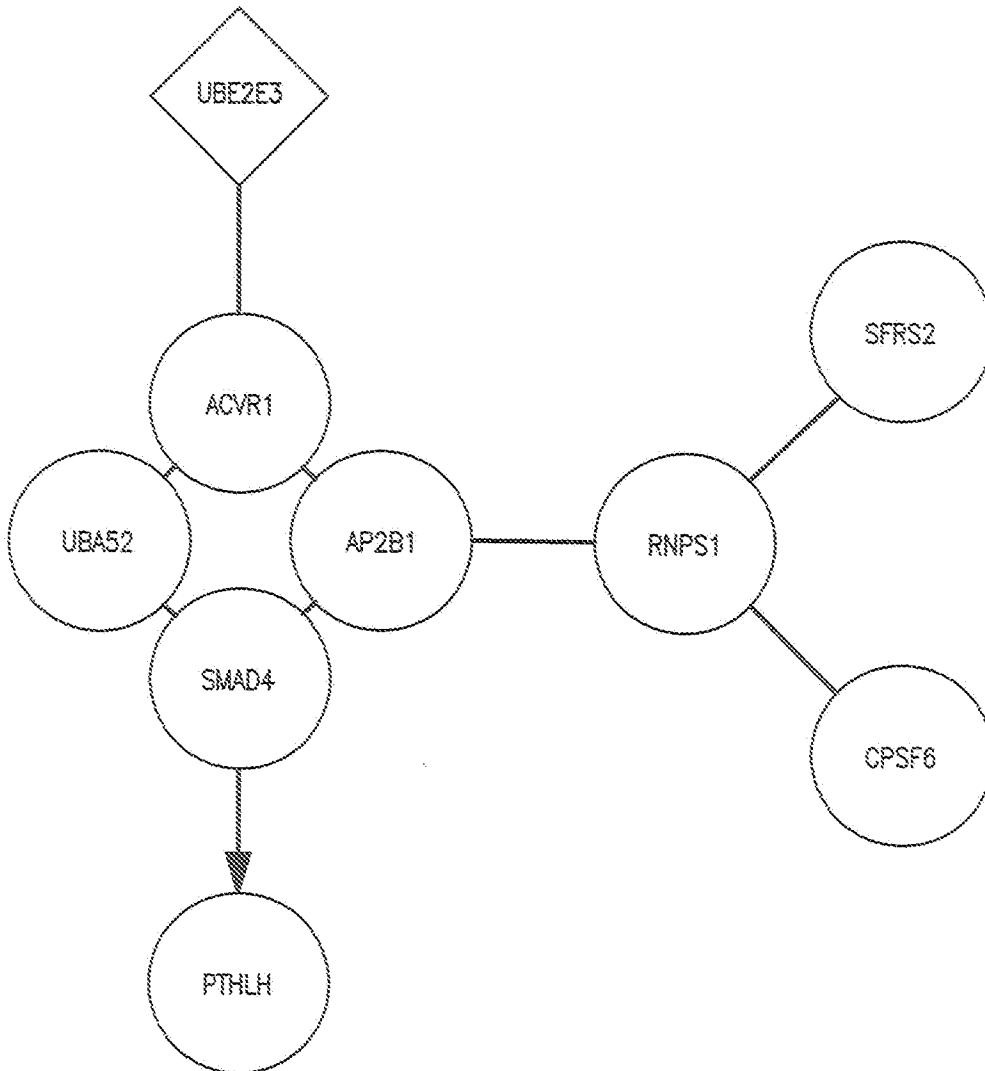 UBE2E3
SFRS2
ACVR1
UBA52
AP2B1
RNPS1
SMAD4
CPSF6
PTHLH